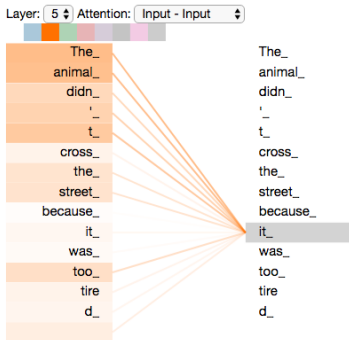 Layer: 5 Attention: Input - Input
The_ The_
animal_ animal_
didn_ didn_
'_ '_
t_ t_
cross_ cross_
the_ the_
street_ street_
because_ because_
it_ it_
was_ was_
too_ too_
tire tire
d_ d_